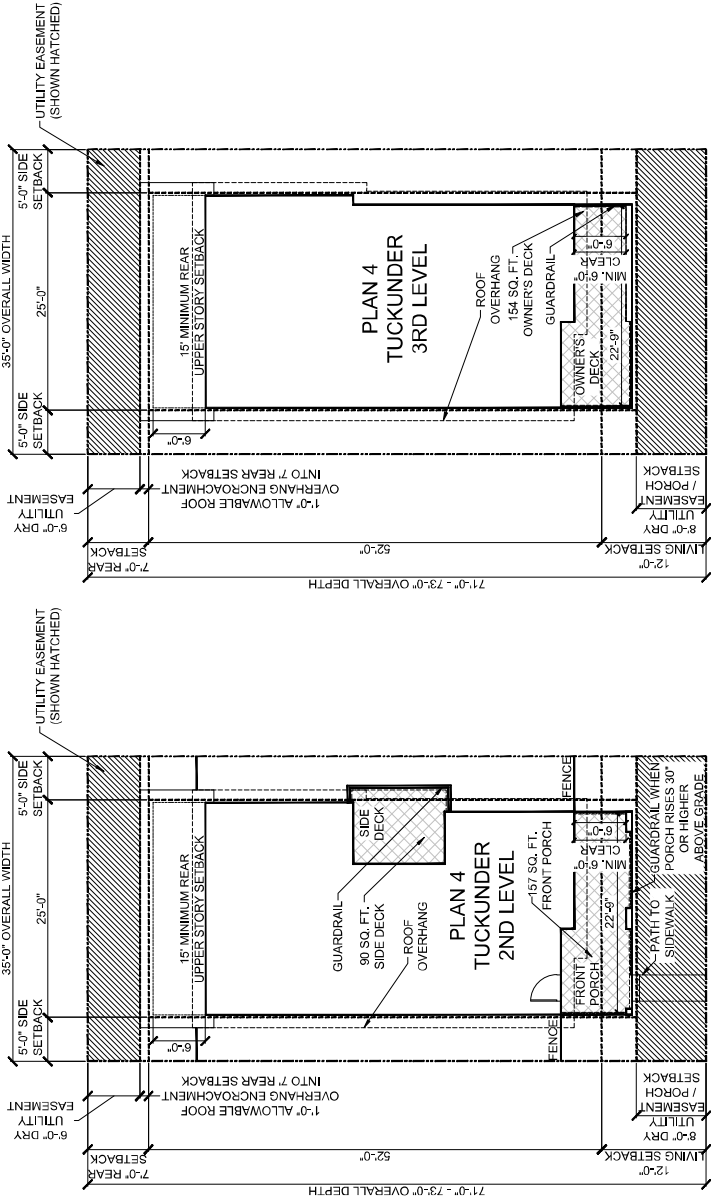 35'-0" OVERALL WIDTH
5'-0" SIDE
SETBACK
25'-0"
5'-0" SIDE
SETBACK
UTILITY EASEMENT
(SHOWN HATCHED)
15' MINIMUM REAR
UPPER STORY SETBACK
6'-0"
PLAN 4
TUCKUNDER
3RD LEVEL
ROOF
OVERHANG
154 SQ. FT.
OWNER'S DECK
GUARDRAIL
OWNER'S
DECK
22'-9"
MIN. 6'-0"
CLEAR
6'-0"
6'-0" DRY
UTILITY
EASEMENT
1'-0" ALLOWABLE ROOF
OVERHANG ENCROACHMENT
INTO 7' REAR SETBACK
7'-0" REAR
SETBACK
52'-0"
12'-0"
LIVING SETBACK
8'-0" DRY
UTILITY
EASEMENT
/ PORCH
SETBACK
71'-0" - 73'-0" OVERALL DEPTH
35'-0" OVERALL WIDTH
5'-0" SIDE
SETBACK
25'-0"
5'-0" SIDE
SETBACK
UTILITY EASEMENT
(SHOWN HATCHED)
15' MINIMUM REAR
UPPER STORY SETBACK
6'-0"
GUARDRAIL
90 SQ. FT.
SIDE DECK
ROOF
OVERHANG
SIDE
DECK
PLAN 4
TUCKUNDER
2ND LEVEL
157 SQ. FT.
FRONT PORCH
FRONT
PORCH
22'-9"
MIN. 6'-0"
CLEAR
6'-0"
FENCE
FENCE
PATH TO
SIDEWALK
GUARDRAIL WHEN
PORCH RISES 30"
OR HIGHER
ABOVE GRADE
6'-0" DRY
UTILITY
EASEMENT
1'-0" ALLOWABLE ROOF
OVERHANG ENCROACHMENT
INTO 7' REAR SETBACK
7'-0" REAR
SETBACK
52'-0"
12'-0"
LIVING SETBACK
8'-0" DRY
UTILITY
EASEMENT
/ PORCH
SETBACK
71'-0" - 73'-0" OVERALL DEPTH